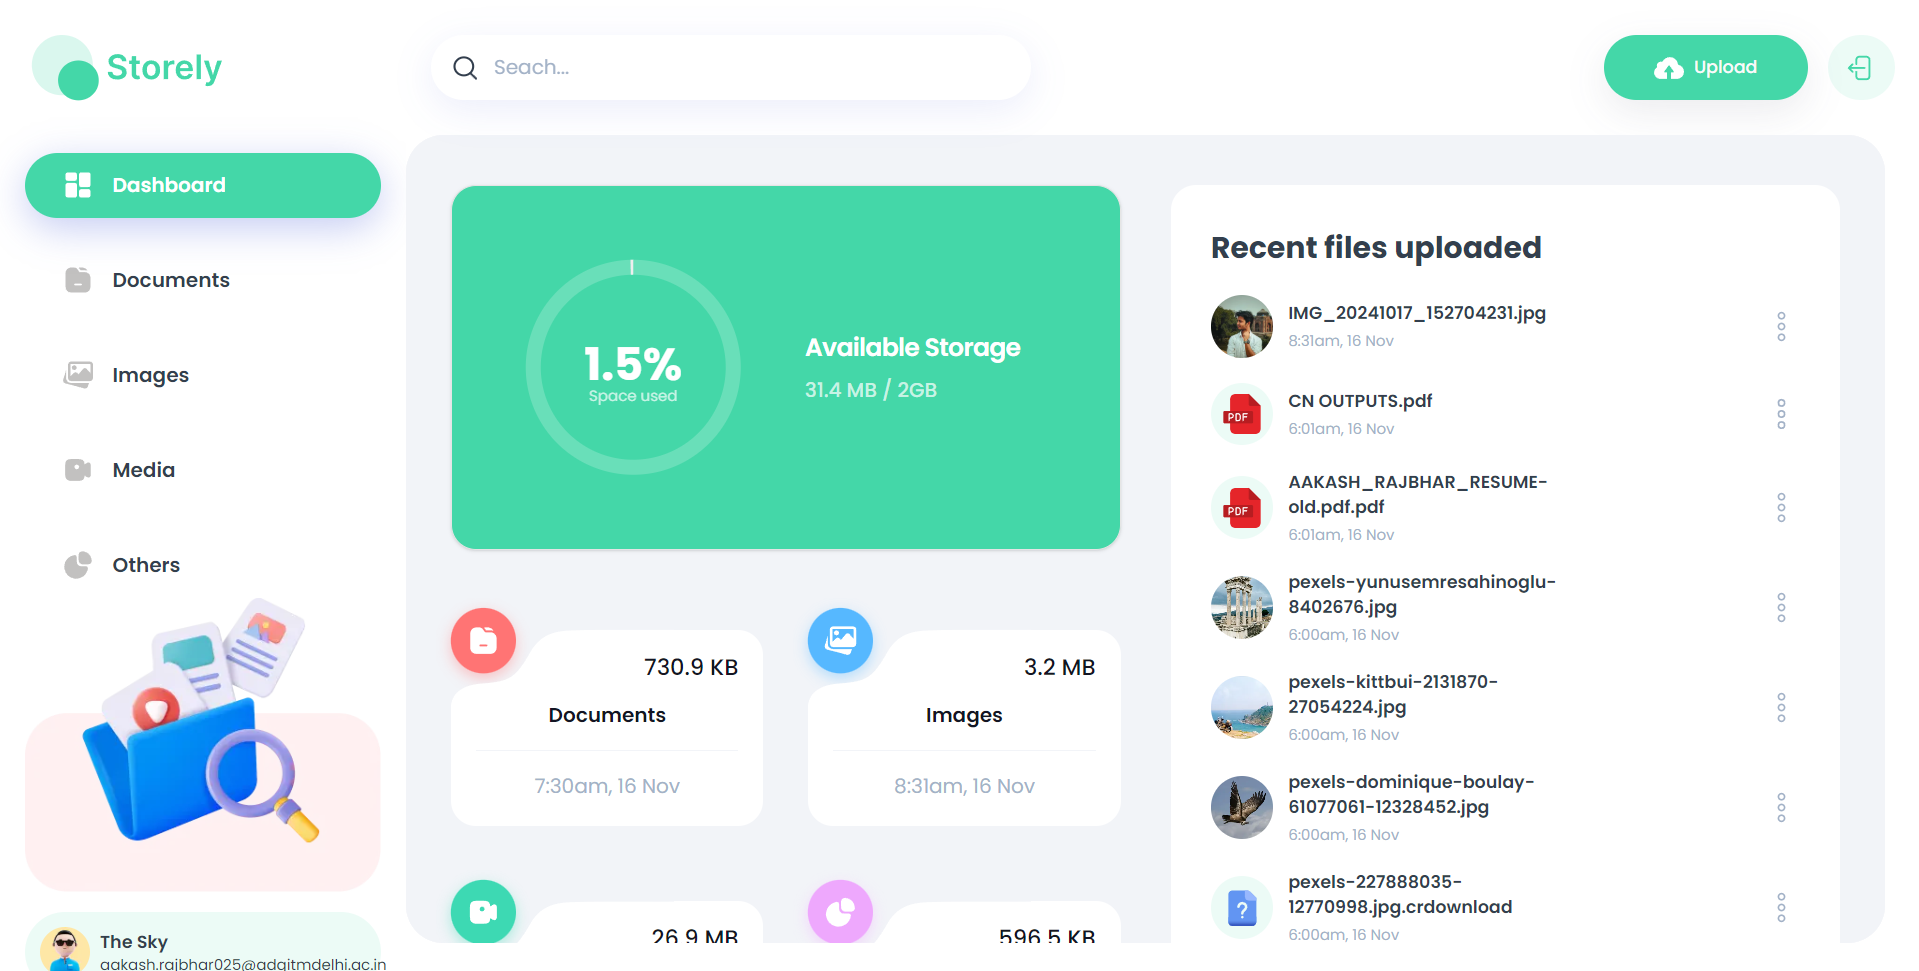 Storely
Seach...
Upload
Dashboard
Documents
Images
Media
Others
The Sky
aakash.rajbhar025@adgitmdelhi.ac.in
1.5%
Space used
Available Storage
31.4 MB / 2GB
730.9 KB
Documents
7:30am, 16 Nov
3.2 MB
Images
8:31am, 16 Nov
26.9 MB
596.5 KB
Recent files uploaded
IMG_20241017_152704231.jpg
8:31am, 16 Nov
PDF
CN OUTPUTS.pdf
6:01am, 16 Nov
PDF
AAKASH_RAJBHAR_RESUME-
old.pdf.pdf
6:01am, 16 Nov
pexels-yunusemresahinoglu-
8402676.jpg
6:00am, 16 Nov
pexels-kittbui-2131870-
27054224.jpg
6:00am, 16 Nov
pexels-dominique-boulay-
61077061-12328452.jpg
6:00am, 16 Nov
?
pexels-227888035-
12770998.jpg.crdownload
6:00am, 16 Nov